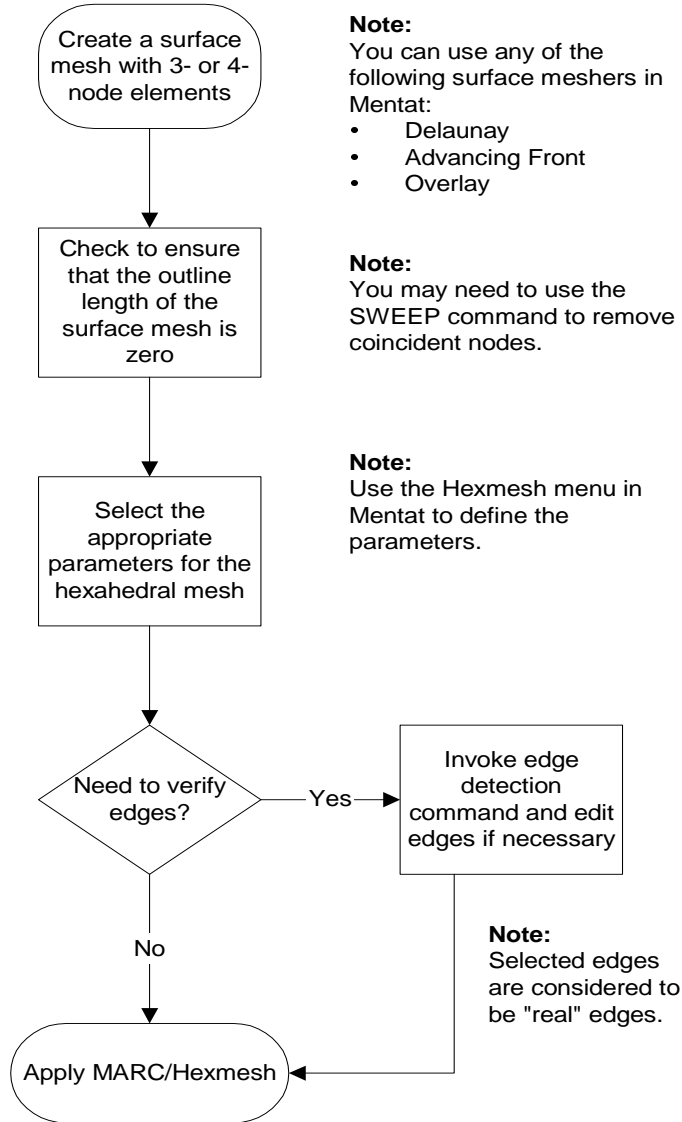 Create a surface
mesh with 3- or 4-
node elements
Note:
You can use any of the
following surface meshers in
Mentat:
• Delaunay
• Advancing Front
• Overlay
Check to ensure
that the outline
length of the
surface mesh is
zero
Note:
You may need to use the
SWEEP command to remove
coincident nodes.
Select the
appropriate
parameters for the
hexahedral mesh
Note:
Use the Hexmesh menu in
Mentat to define the
parameters.
Need to verify
edges?
Yes
Invoke edge
detection
command and edit
edges if necessary
No
Note:
Selected edges
are considered to
be "real" edges.
Apply MARC/Hexmesh